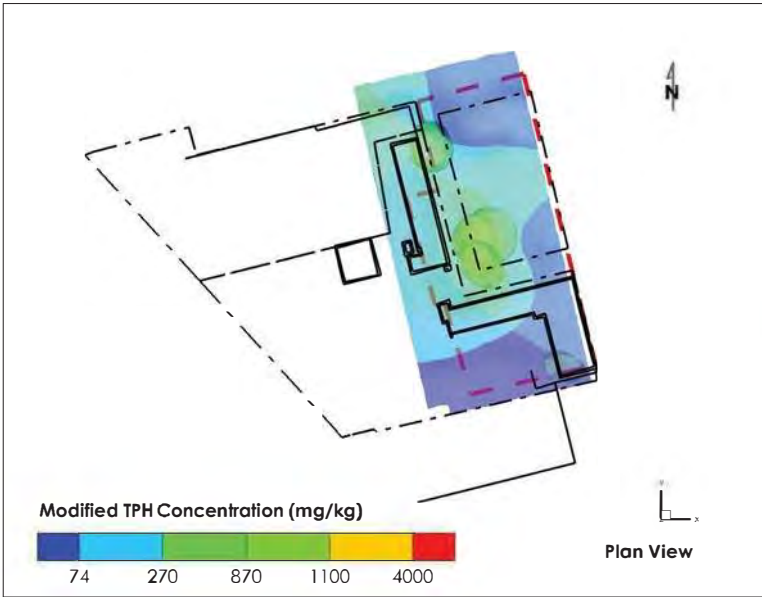 N
Modified TPH Concentration (mg/kg)
74 270 870 1100 4000
Y
X
Plan View